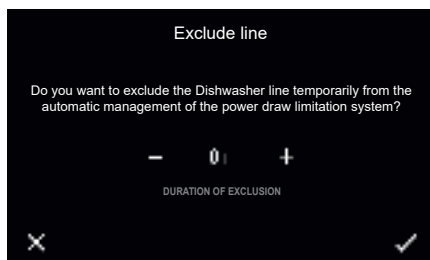 Exclude line
Do you want to exclude the Dishwasher line temporarily from the
automatic management of the power draw limitation system?
− 0 +
DURATION OF EXCLUSION